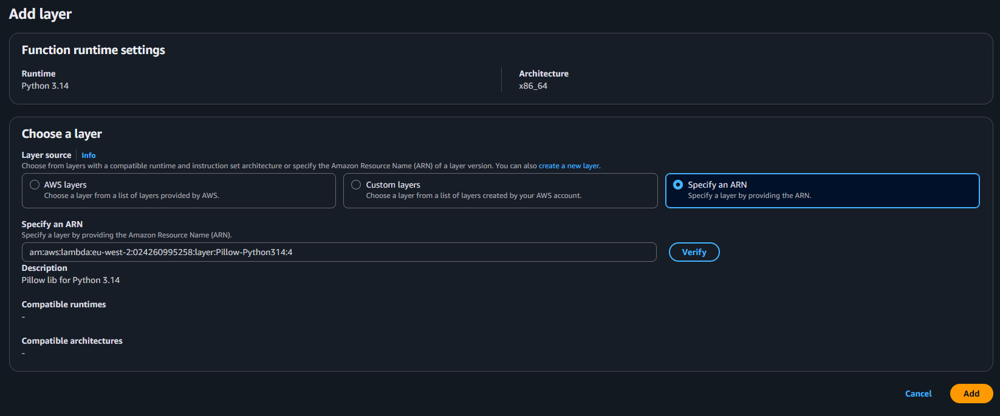 Add layer
Function runtime settings
Runtime
Python 3.14
Architecture
x86_64
Choose a layer
Layer source Info
Choose from layers with a compatible runtime and instruction set architecture or specify the Amazon Resource Name (ARN) of a layer version. You can also create a new layer.
AWS layers
Choose a layer from a list of layers provided by AWS.
Custom layers
Choose a layer from a list of layers created by your AWS account.
Specify an ARN
Specify a layer by providing the ARN.
Specify an ARN
Specify a layer by providing the Amazon Resource Name (ARN).
arn:aws:lambda:eu-west-2:024260995258:layer:Pillow-Python314:4
Verify
Description
Pillow lib for Python 3.14
Compatible runtimes
-
Compatible architectures
-
Cancel
Add